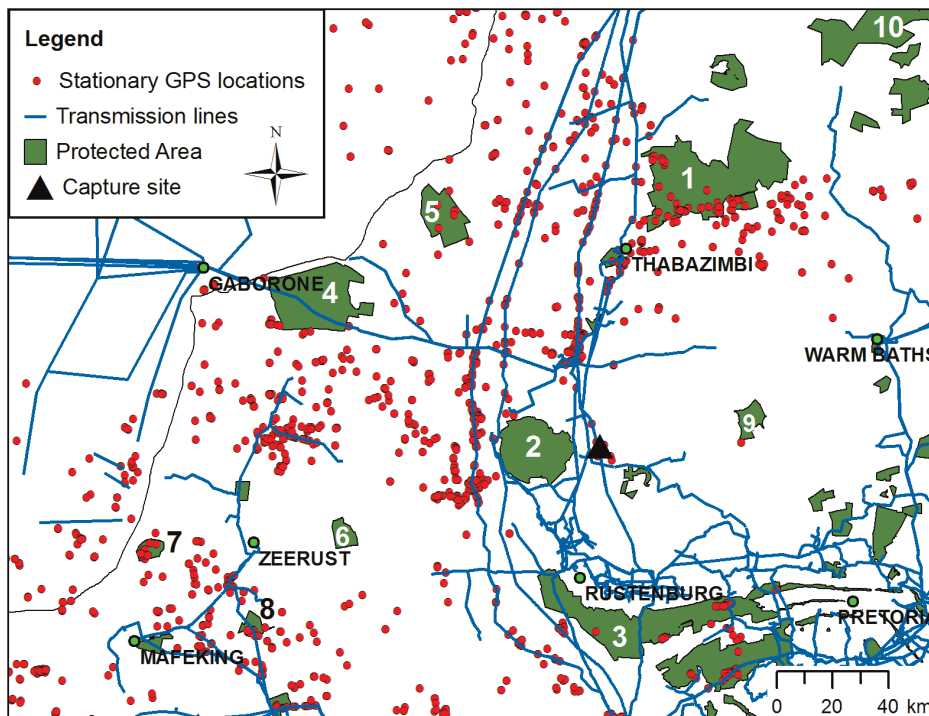 Legend
Stationary GPS locations
Transmission lines
Protected Area
Capture site
N
10
1
5
THABAZIMBI
GABORONE
4
WARM BATHS
9
2
7
6
ZEERUST
8
RUSTENBURG
PRETORIA
3
MAFEKING
0 20 40 km